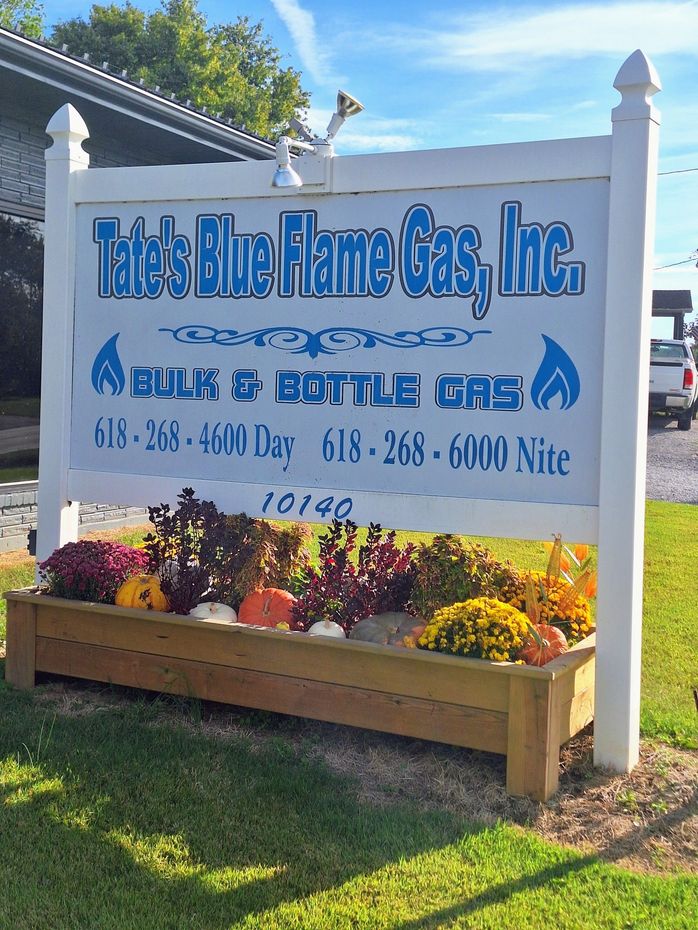 Tate's Blue Flame Gas, Inc.
BULK & BOTTLE GAS
618 - 268 - 4600 Day 618 - 268 - 6000 Nite
10140